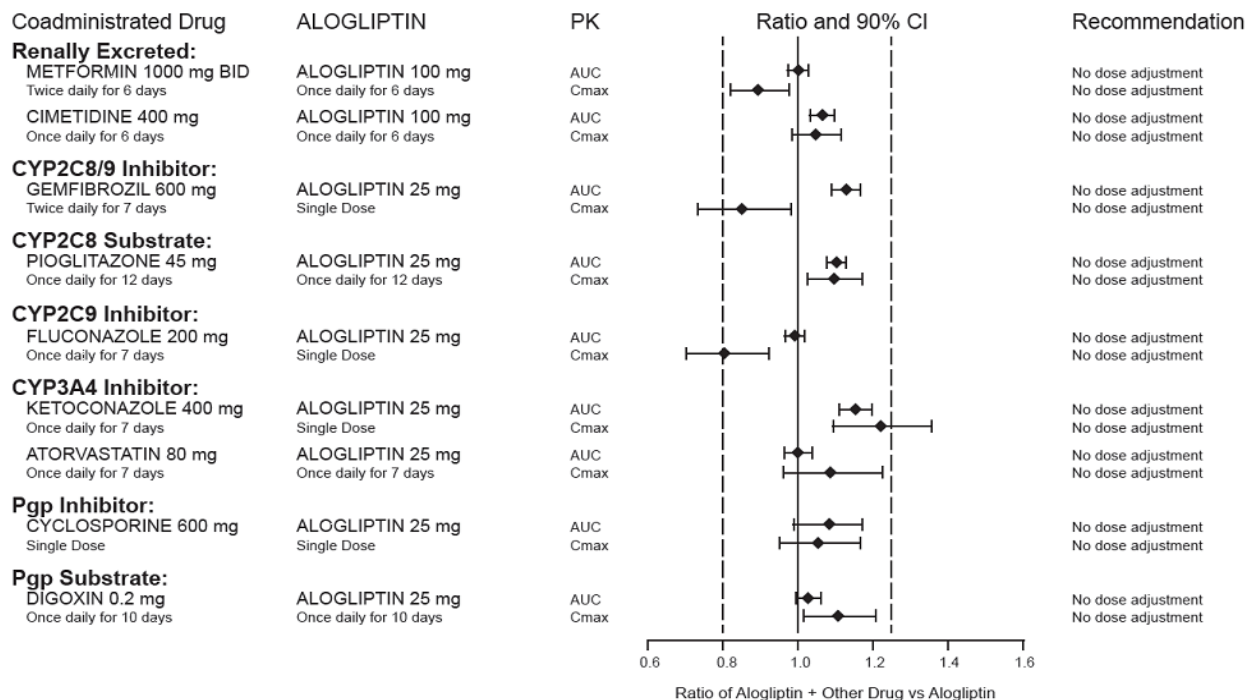 Coadministrated Drug ALOGLIPTIN PK Ratio and 90% CI Recommendation
Renally Excreted:
METFORMIN 1000 mg BID ALOGLIPTIN 100 mg AUC No dose adjustment
Twice daily for 6 days Once daily for 6 days Cmax No dose adjustment
CIMETIDINE 400 mg ALOGLIPTIN 100 mg AUC No dose adjustment
Once daily for 6 days Once daily for 6 days Cmax No dose adjustment
CYP2C8/9 Inhibitor:
GEMFIBROZIL 600 mg ALOGLIPTIN 25 mg AUC No dose adjustment
Twice daily for 7 days Single Dose Cmax No dose adjustment
CYP2C8 Substrate:
PIOGLITAZONE 45 mg ALOGLIPTIN 25 mg AUC No dose adjustment
Once daily for 12 days Once daily for 12 days Cmax No dose adjustment
CYP2C9 Inhibitor:
FLUCONAZOLE 200 mg ALOGLIPTIN 25 mg AUC No dose adjustment
Once daily for 7 days Single Dose Cmax No dose adjustment
CYP3A4 Inhibitor:
KETOCONAZOLE 400 mg ALOGLIPTIN 25 mg AUC No dose adjustment
Once daily for 7 days Single Dose Cmax No dose adjustment
ATORVASTATIN 80 mg ALOGLIPTIN 25 mg AUC No dose adjustment
Once daily for 7 days Once daily for 7 days Cmax No dose adjustment
Pgp Inhibitor:
CYCLOSPORINE 600 mg ALOGLIPTIN 25 mg AUC No dose adjustment
Single Dose Single Dose Cmax No dose adjustment
Pgp Substrate:
DIGOXIN 0.2 mg ALOGLIPTIN 25 mg AUC No dose adjustment
Once daily for 10 days Once daily for 10 days Cmax No dose adjustment
0.6 0.8 1.0 1.2 1.4 1.6
Ratio of Alogliptin + Other Drug vs Alogliptin